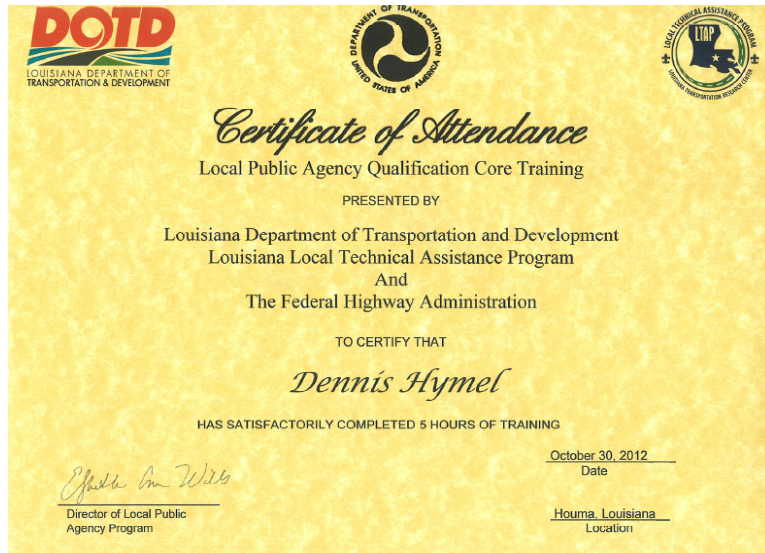 DOTD
LOUISIANA DEPARTMENT OF
TRANSPORTATION & DEVELOPMENT
DEPARTMENT OF TRANSPORTATION
UNITED STATES OF AMERICA
LOCAL TECHNICAL ASSISTANCE PROGRAM
LTAP
LOUISIANA TRANSPORTATION RESEARCH CENTER
Certificate of Attendance
Local Public Agency Qualification Core Training
PRESENTED BY
Louisiana Department of Transportation and Development
Louisiana Local Technical Assistance Program
And
The Federal Highway Administration
TO CERTIFY THAT
Dennis Hymel
HAS SATISFACTORILY COMPLETED 5 HOURS OF TRAINING
October 30, 2012
Date
Director of Local Public
Agency Program
Houma, Louisiana
Location